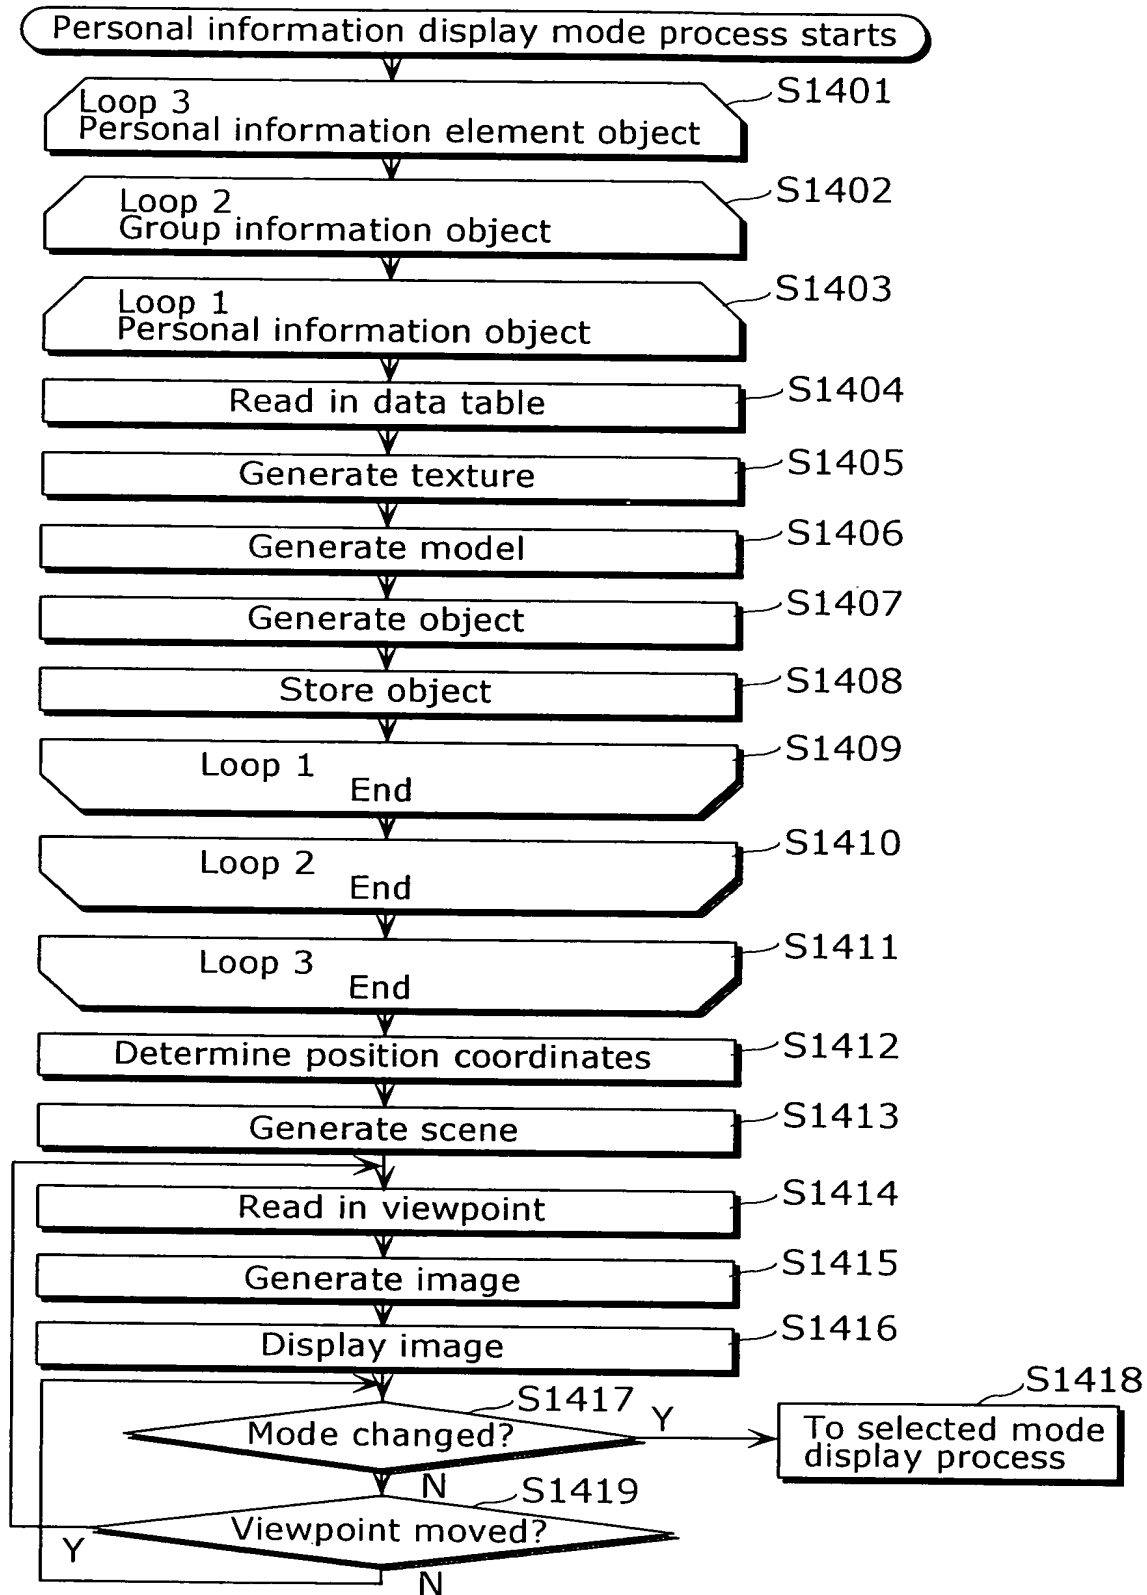 Personal information display mode process starts
Loop 3
Personal information element object
S1401
Loop 2
Group information object
S1402
Loop 1
Personal information object
S1403
Read in data table
S1404
Generate texture
S1405
Generate model
S1406
Generate object
S1407
Store object
S1408
Loop 1
End
S1409
Loop 2
End
S1410
Loop 3
End
S1411
Determine position coordinates
S1412
Generate scene
S1413
Read in viewpoint
S1414
Generate image
S1415
Display image
S1416
Mode changed?
S1417
Y
N
To selected mode
display process
S1418
Viewpoint moved?
S1419
Y
N